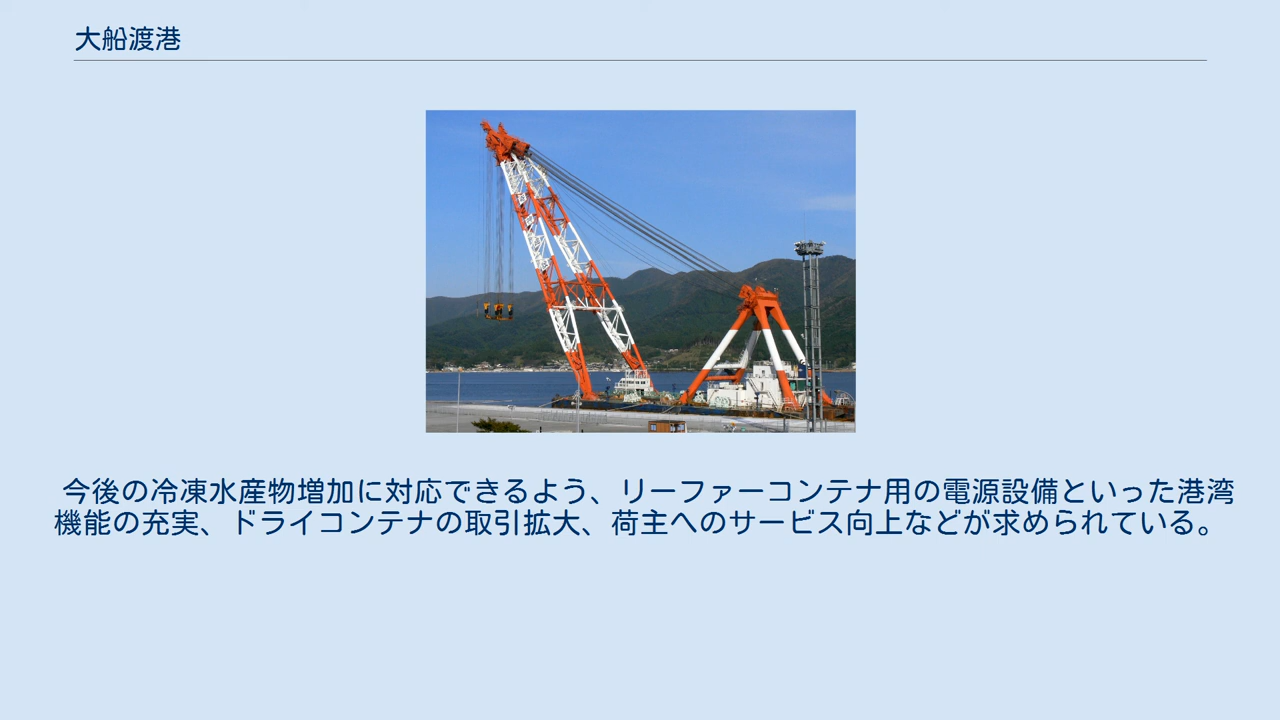 大船渡港
今後の冷凍水産物増加に対応できるよう、リーファーコンテナ用の電源設備といった港湾
機能の充実、ドライコンテナの取引拡大、荷主へのサービス向上などが求められている。